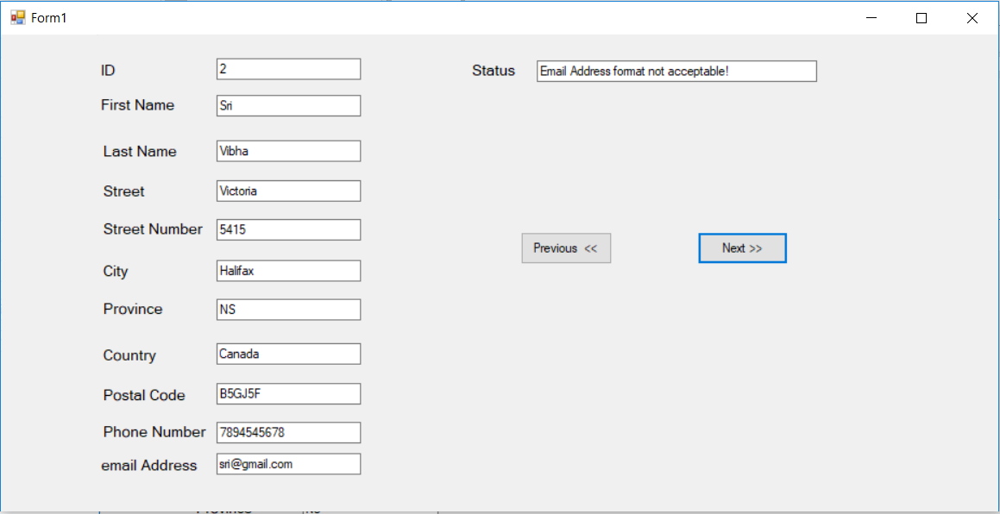 Form1
ID 2
Status Email Address format not acceptable!
First Name Sri
Last Name Vibha
Street Victoria
Street Number 5415
Previous << Next >>
City Halifax
Province NS
Country Canada
Postal Code B5GJ5F
Phone Number 7894545678
email Address sri@gmail.com